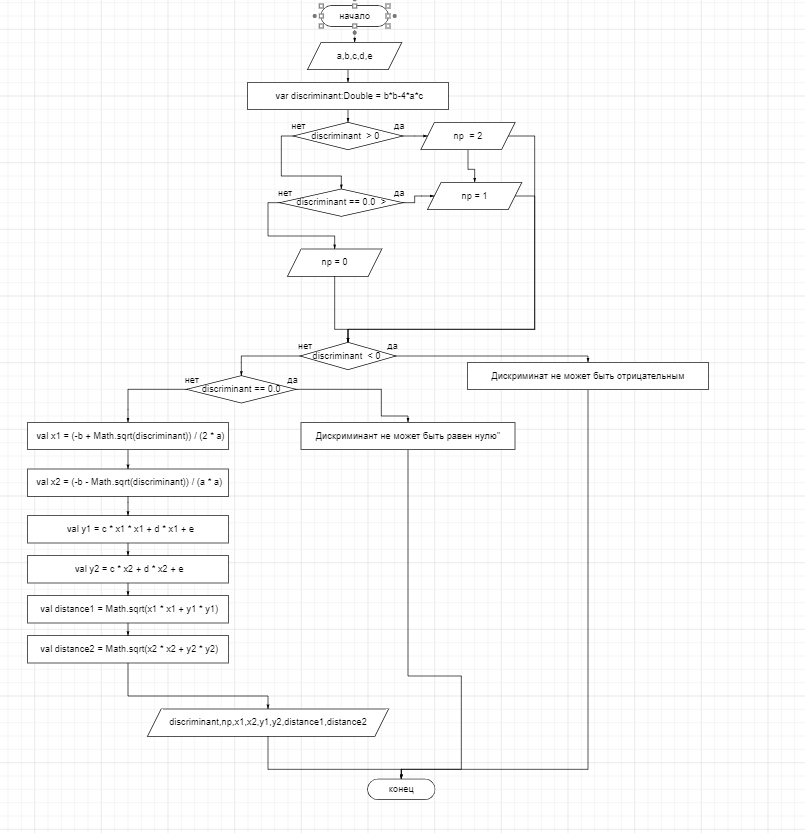 начало
a,b,c,d,e
var discriminant:Double = b*b-4*a*c
нет
discriminant > 0
да
np = 2
нет
discriminant == 0.0 >
да
np = 1
np = 0
нет
discriminant < 0
да
Дискриминат не может быть отрицательным
нет
discriminant == 0.0
да
val x1 = (-b + Math.sqrt(discriminant)) / (2 * a)
Дискриминант не может быть равен нулю"
val x2 = (-b - Math.sqrt(discriminant)) / (a * a)
val y1 = c * x1 * x1 + d * x1 + e
val y2 = c * x2 + d * x2 + e
val distance1 = Math.sqrt(x1 * x1 + y1 * y1)
val distance2 = Math.sqrt(x2 * x2 + y2 * y2)
discriminant,np,x1,x2,y1,y2,distance1,distance2
конец